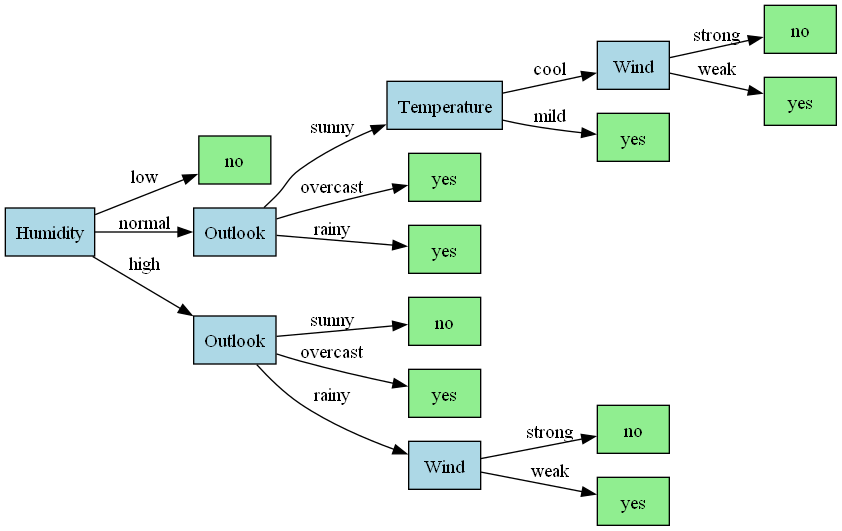 strong
no
cool
Wind
weak
Temperature
yes
mild
sunny
yes
no
low
overcast
yes
normal
Humidity
Outlook
rainy
yes
high
sunny
no
Outlook
overcast
yes
rainy
strong
no
Wind
weak
yes